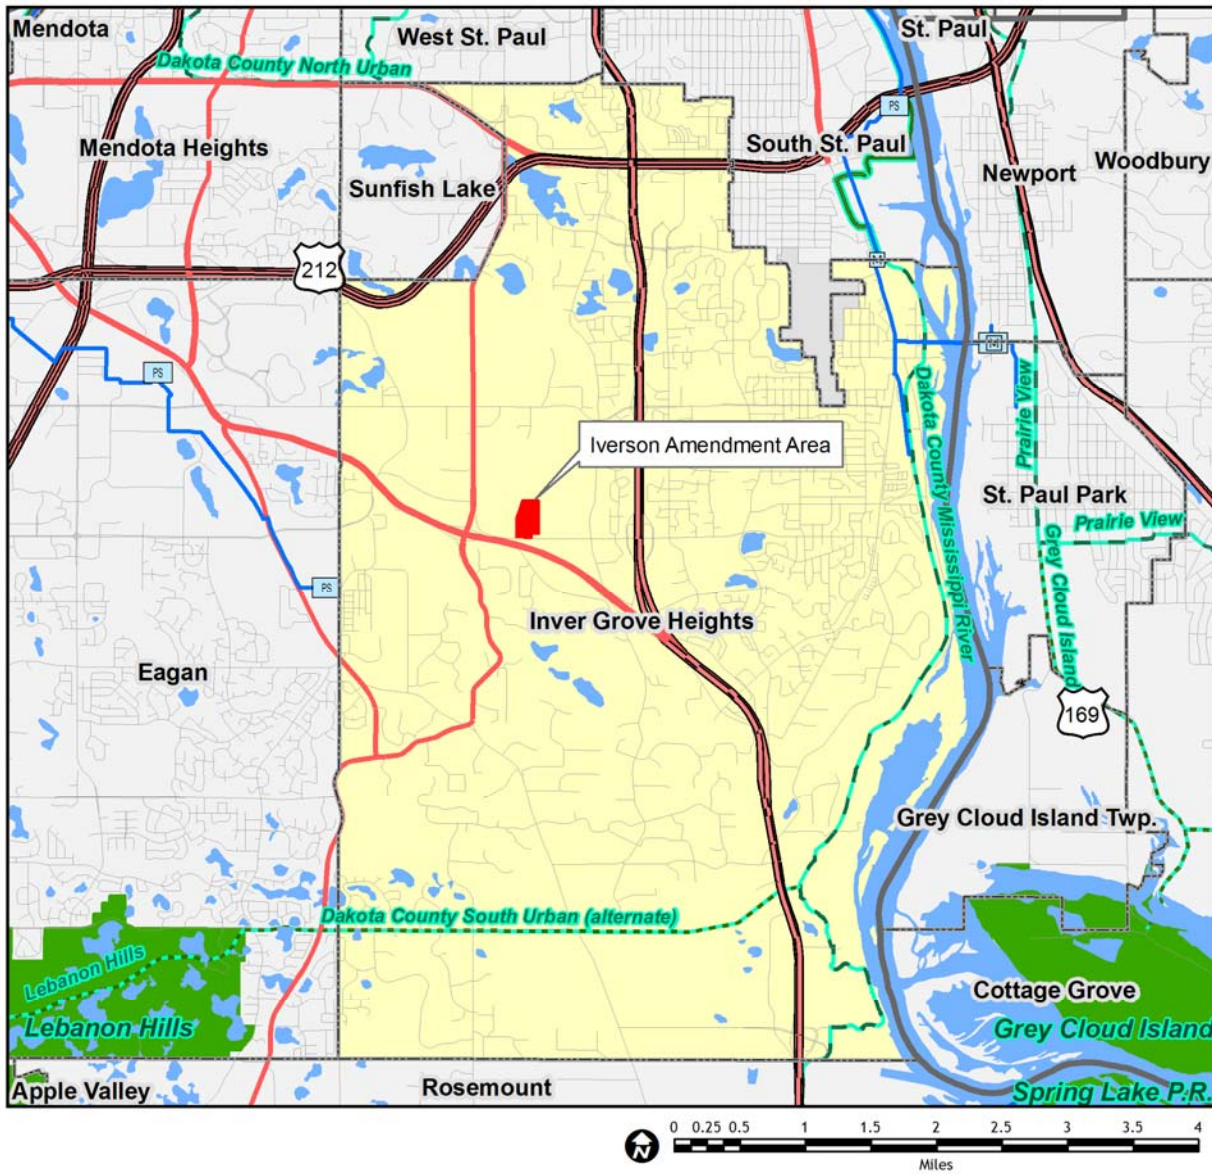 Mendota
West St. Paul
St. Paul
Dakota County North Urban
PS
Mendota Heights
South St. Paul
Newport
Woodbury
Sunfish Lake
212
M
M
PS
Dakota County Mississippi River
Prairie View
Iverson Amendment Area
St. Paul Park
Prairie View
Grey Cloud Island
PS
Inver Grove Heights
Eagan
169
Grey Cloud Island Twp.
Dakota County South Urban (alternate)
Lebanon Hills
Lebanon Hills
Cottage Grove
Grey Cloud Island
Apple Valley
Rosemount
Spring Lake P.R.
N
0 0.25 0.5 1 1.5 2 2.5 3 3.5 4
Miles